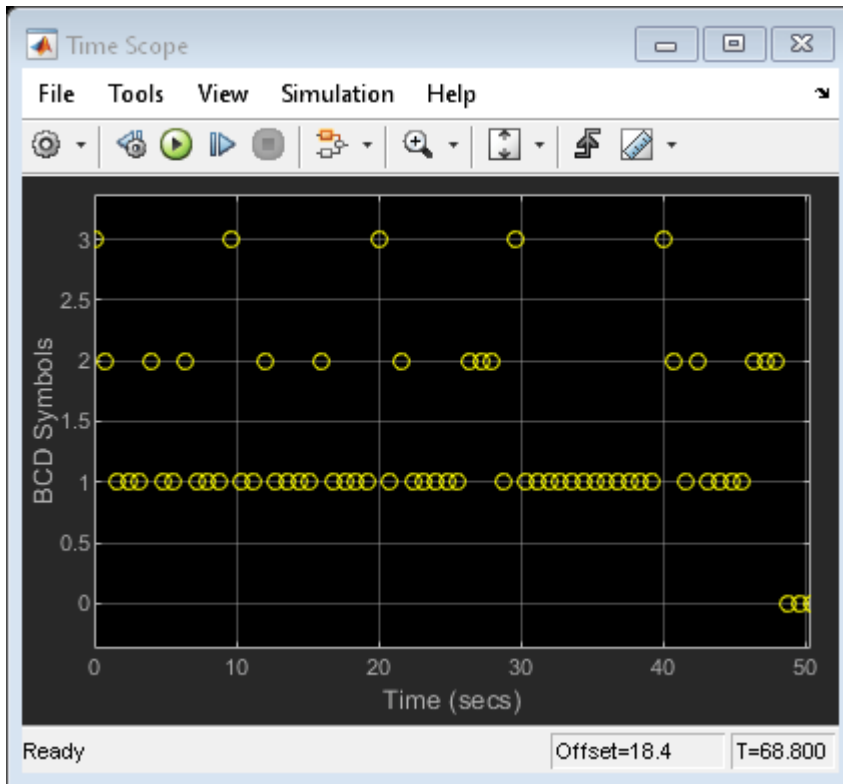 Time Scope
File Tools View Simulation Help
3
2.5
2
1.5
1
0.5
0
BCD Symbols
0 10 20 30 40 50
Time (secs)
Ready Offset=18.4 T=68.800